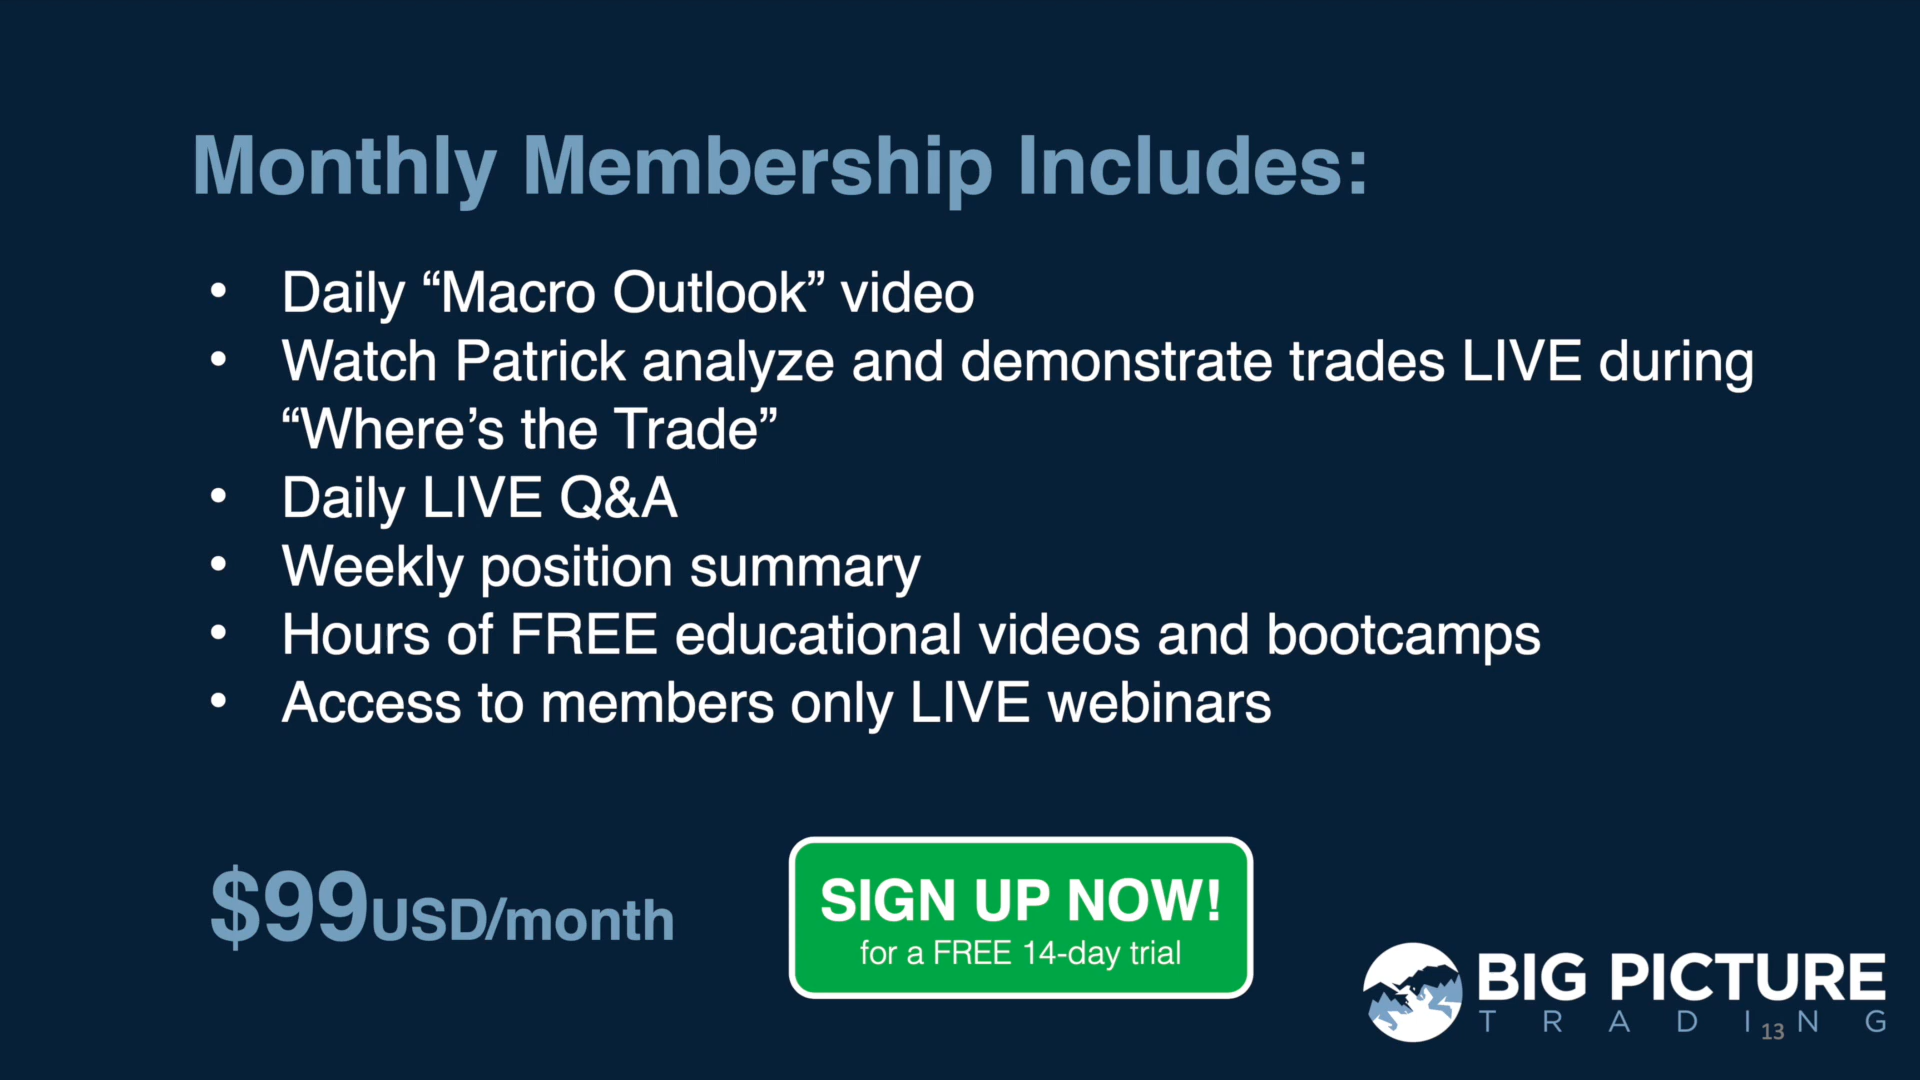 Monthly Membership Includes:
• Daily “Macro Outlook” video
• Watch Patrick analyze and demonstrate trades LIVE during
“Where’s the Trade”
• Daily LIVE Q&A
• Weekly position summary
• Hours of FREE educational videos and bootcamps
• Access to members only LIVE webinars
$99USD/month
SIGN UP NOW!
for a FREE 14-day trial
BIG PICTURE
TRADING
13